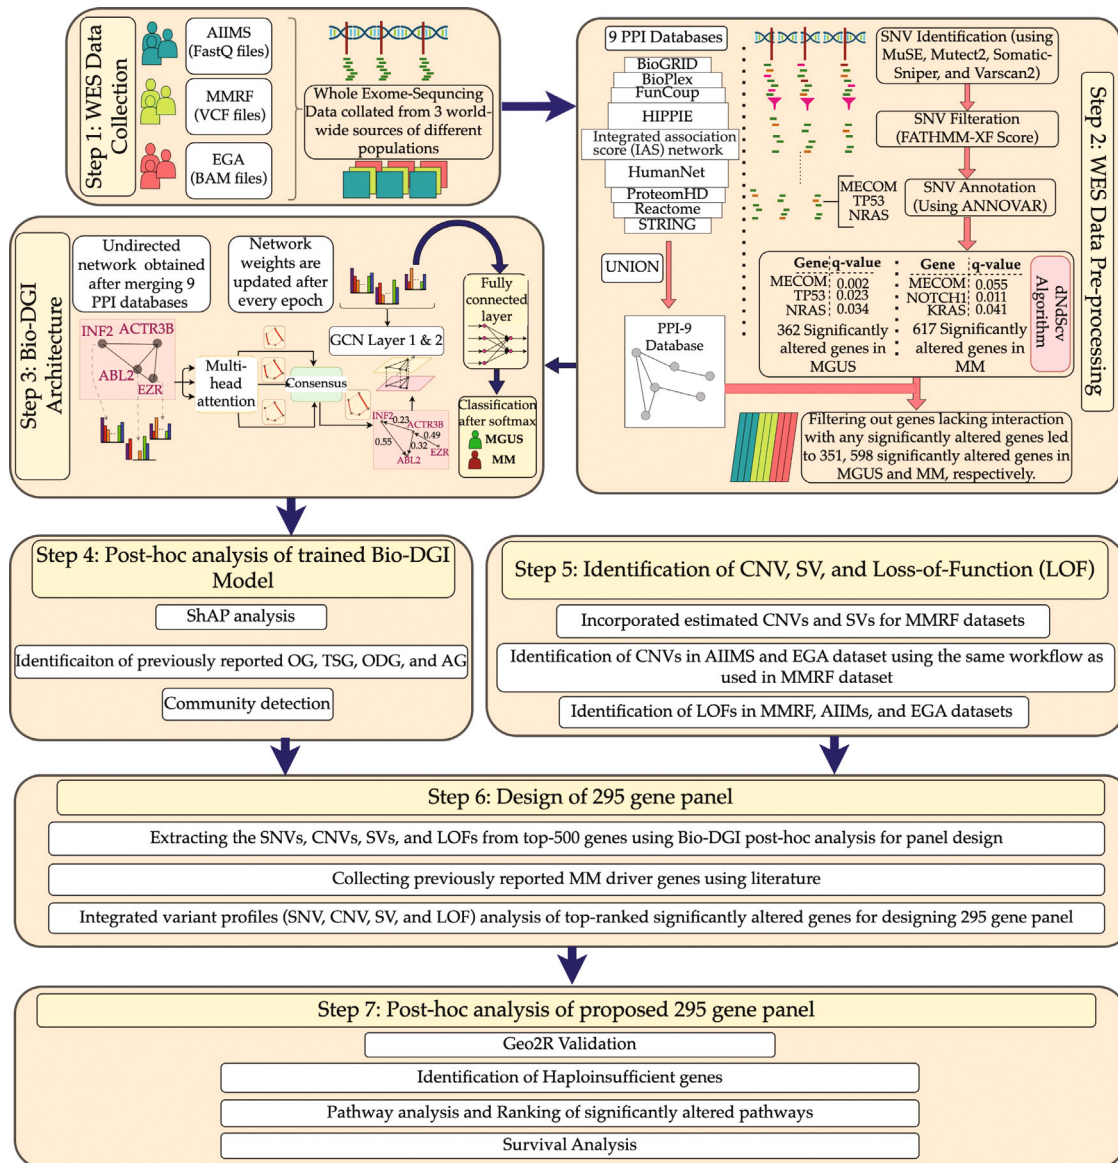 Step 1: WES Data
Collection
AIIMS
(FastQ files)
MMRF
(VCF files)
EGA
(BAM files)
Whole Exome-Sequncing
Data collated from 3 world-
wide sources of different
populations
Step 2: WES Data Pre-processing
9 PPI Databases
BioGRID
BioPlex
FunCoup
HIPPIE
Integrated association
score (IAS) network
HumanNet
ProteomHD
Reactome
STRING
UNION
PPI-9
Database
SNV Identification (using
MuSE, Mutect2, Somatic-
Sniper, and Varscan2)
SNV Filteration
(FATHMM-XF Score)
MECOM
TP53
NRAS
SNV Annotation
(Using ANNOVAR)
Gene q-value
MECOM 0.002
TP53 0.023
NRAS 0.034
362 Significantly
altered genes in
MGUS
Gene q-value
MECOM 0.055
NOTCH1 0.011
KRAS 0.041
617 Significantly
altered genes in
MM
dNdScv
Algorithm
Filtering out genes lacking interaction
with any significantly altered genes led
to 351, 598 significantly altered genes in
MGUS and MM, respectively.
Step 3: Bio-DGI
Architecture
Undirected
network obtained
after merging 9
PPI databases
Network
weights are
updated after
every epoch
INF2
ACTR3B
ABL2
EZR
Multi-
head
attention
Consensus
GCN Layer 1 & 2
INF2
0.23
ACTR3B
0.49
0.55
0.32
EZR
ABL2
Fully
connected
layer
Classification
after softmax
MGUS
MM
Step 4: Post-hoc analysis of trained Bio-DGI
Model
ShAP analysis
Identificaiton of previously reported OG, TSG, ODG, and AG
Community detection
Step 5: Identification of CNV, SV, and Loss-of-Function (LOF)
Incorporated estimated CNVs and SVs for MMRF datasets
Identification of CNVs in AIIMS and EGA dataset using the same workflow as
used in MMRF dataset
Identification of LOFs in MMRF, AIIMs, and EGA datasets
Step 6: Design of 295 gene panel
Extracting the SNVs, CNVs, SVs, and LOFs from top-500 genes using Bio-DGI post-hoc analysis for panel design
Collecting previously reported MM driver genes using literature
Integrated variant profiles (SNV, CNV, SV, and LOF) analysis of top-ranked significantly altered genes for designing 295 gene panel
Step 7: Post-hoc analysis of proposed 295 gene panel
Geo2R Validation
Identification of Haploinsufficient genes
Pathway analysis and Ranking of significantly altered pathways
Survival Analysis